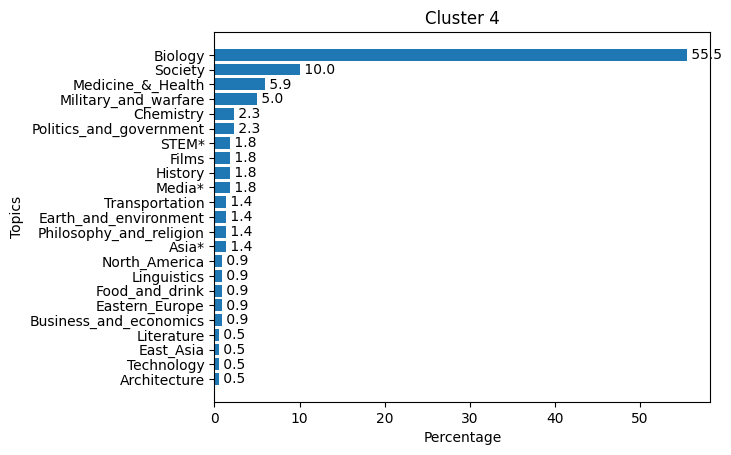 Cluster 4
Topics
Biology 55.5
Society 10.0
Medicine_&_Health 5.9
Military_and_warfare 5.0
Chemistry 2.3
Politics_and_government 2.3
STEM* 1.8
Films 1.8
History 1.8
Media* 1.8
Transportation 1.4
Earth_and_environment 1.4
Philosophy_and_religion 1.4
Asia* 1.4
North_America 0.9
Linguistics 0.9
Food_and_drink 0.9
Eastern_Europe 0.9
Business_and_economics 0.9
Literature 0.5
East_Asia 0.5
Technology 0.5
Architecture 0.5
0 10 20 30 40 50
Percentage